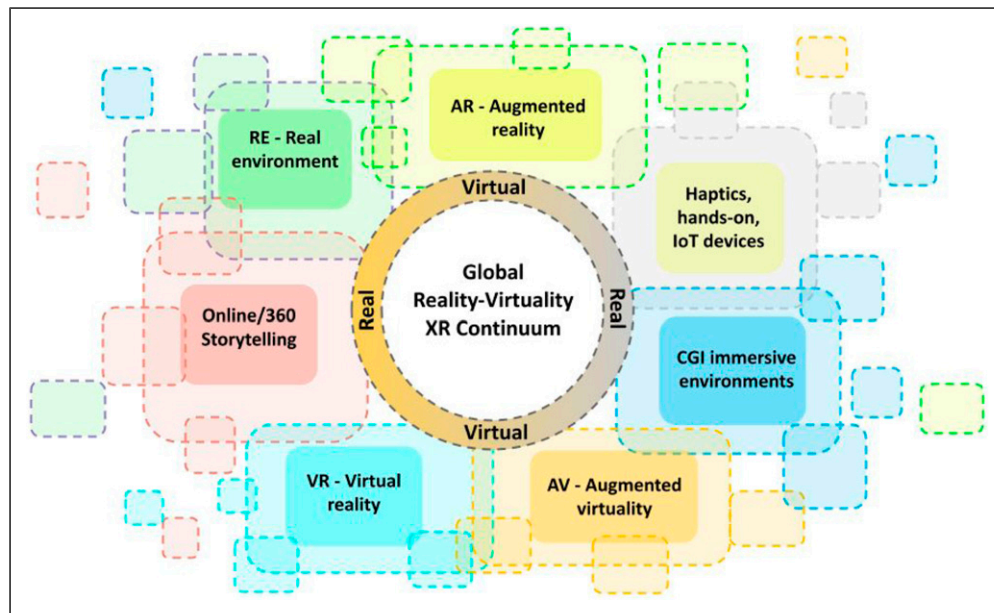 AR - Augmented
reality
RE - Real
environment
Virtual
Haptics,
hands-on,
IoT devices
Global
Reality-Virtuality
XR Continuum
Real
Real
Online/360
Storytelling
CGI immersive
environments
Virtual
VR - Virtual
reality
AV - Augmented
virtuality